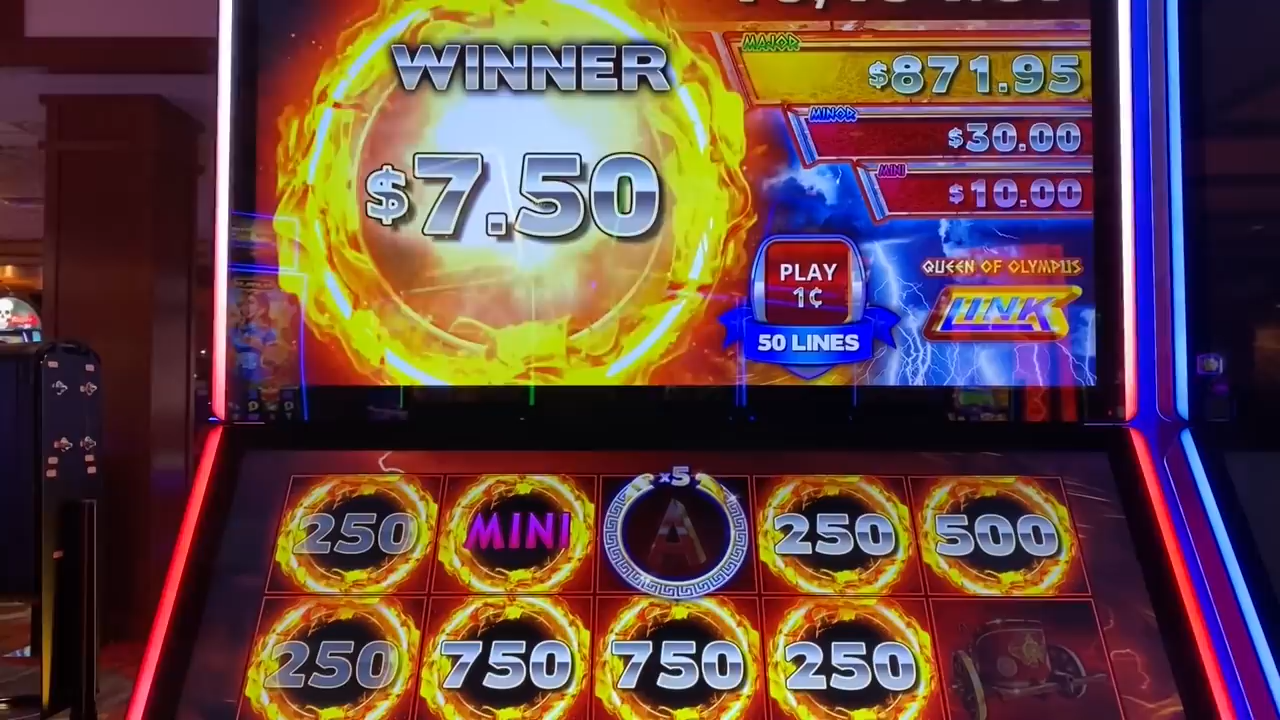 WINNER
$7.50
MAJOR
$871.95
MINOR
$30.00
MINI
$10.00
PLAY
1¢
50 LINES
QUEEN OF OLYMPUS
LINK
250
MINI
x5
A
250
500
250
750
750
250